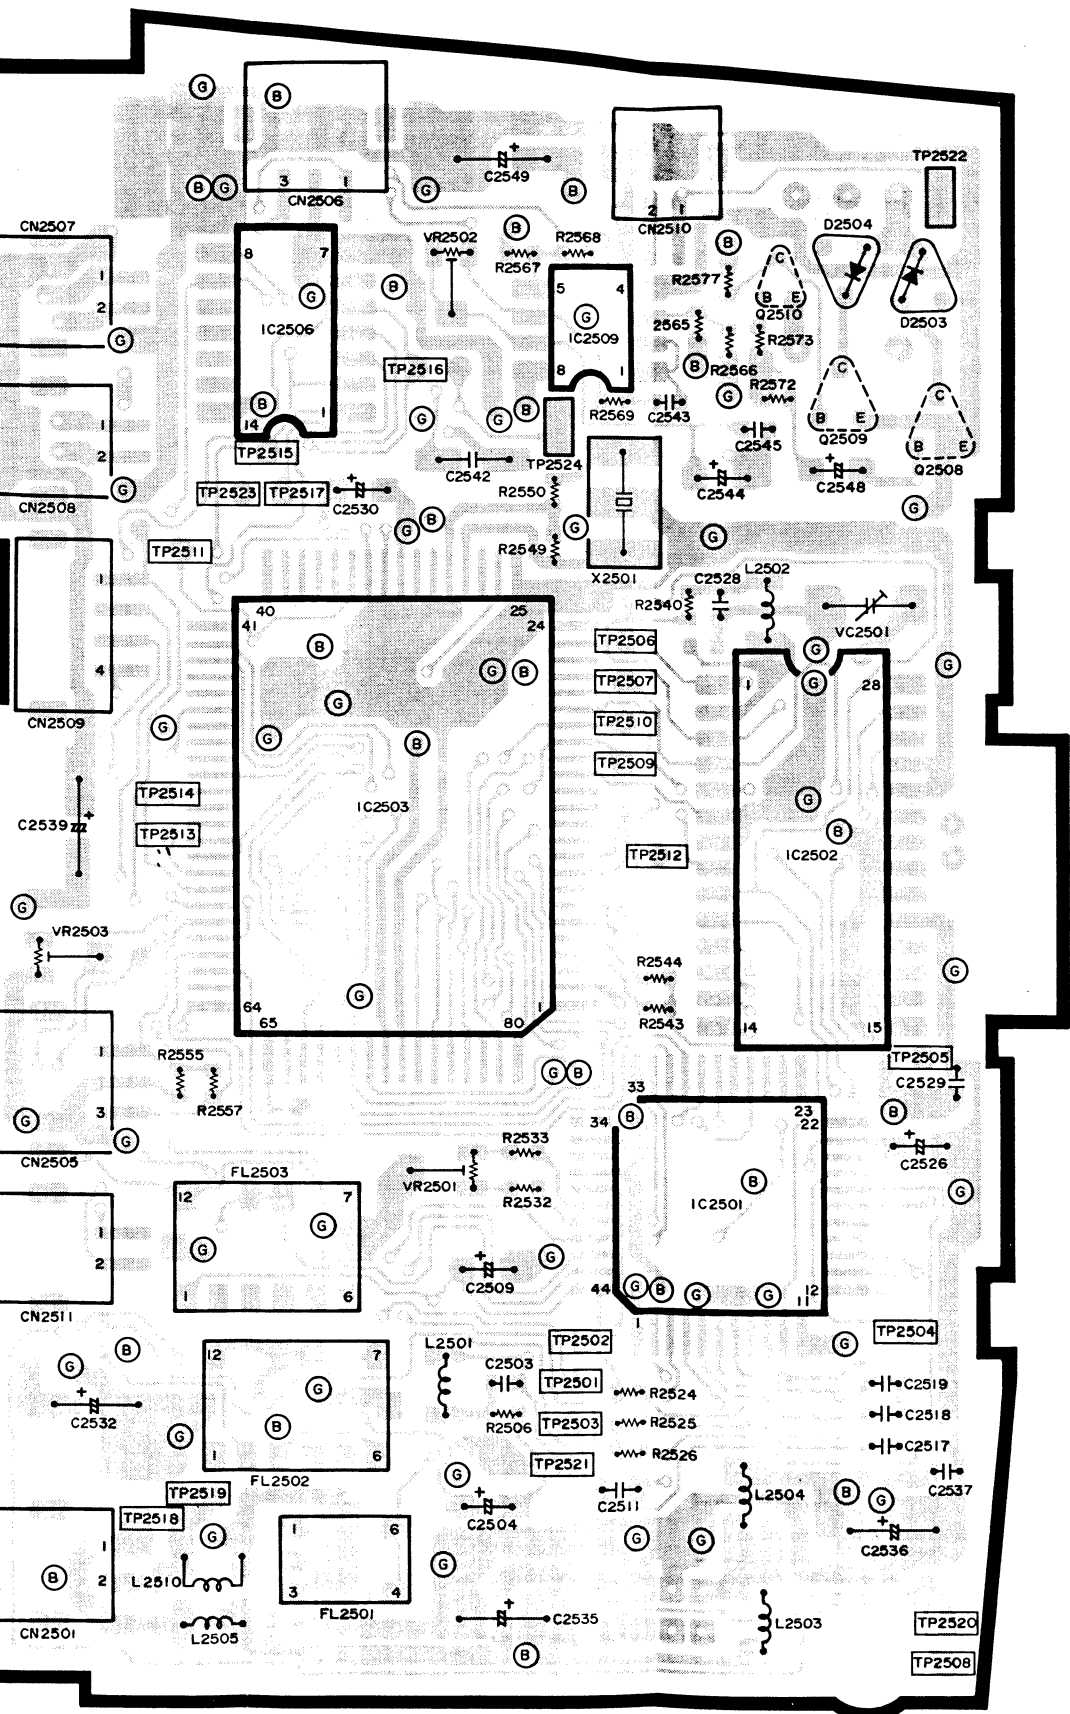 G
B
TP2522
C2549
+
B
G
G
B
3
1
CN2506
2
1
CN2510
CN2507
VR2502
B
R2568
D2504
8
7
R2567
B
R2577
C
1
2
B
G
5
4
B
E
Q2510
D2503
IC2506
G
IC2509
2565
R2573
G
B
R2566
TP2516
8
1
C
R2572
C
B
1
G
G
B
R2569
C2543
G
B
E
14
TP2515
C2545
Q2509
B
E
1
2
TP2524
Q2508
TP2523
TP2517
+
C2530
C2542
R2550
+
C2544
+
C2548
G
CN2508
G
B
G
G
G
TP2511
R2549
X2501
C2528
L2502
1
R2540
VC2501
40
25
41
24
TP2506
G
B
G
B
TP2507
G
1
28
G
4
CN2509
G
G
G
B
TP2510
TP2509
TP2514
IC2503
G
C2539
+
TP2513
B
TP2512
IC2502
G
VR2503
R2544
G
G
64
65
80
1
R2543
14
15
R2555
TP2505
1
G
B
C2529
33
3
R2557
23
22
B
G
G
34
B
CN2505
R2533
+
C2526
FL2503
VR2501
B
12
7
R2532
IC2501
G
1
G
G
+
C2509
G
2
1
6
44
G
B
G
G
12
11
CN2511
1
TP2502
TP2504
B
L2501
G
G
12
7
C2503
TP2501
C2519
+
C2532
G
R2524
R2506
TP2503
R2525
C2518
B
G
1
6
R2526
C2517
FL2502
TP2521
G
C2537
TP2519
C2511
L2504
B
G
TP2518
+
C2504
+
C2536
G
1
6
G
G
1
B
2
L2510
G
3
4
FL2501
+
C2535
L2503
TP2520
CN2501
L2505
B
TP2508